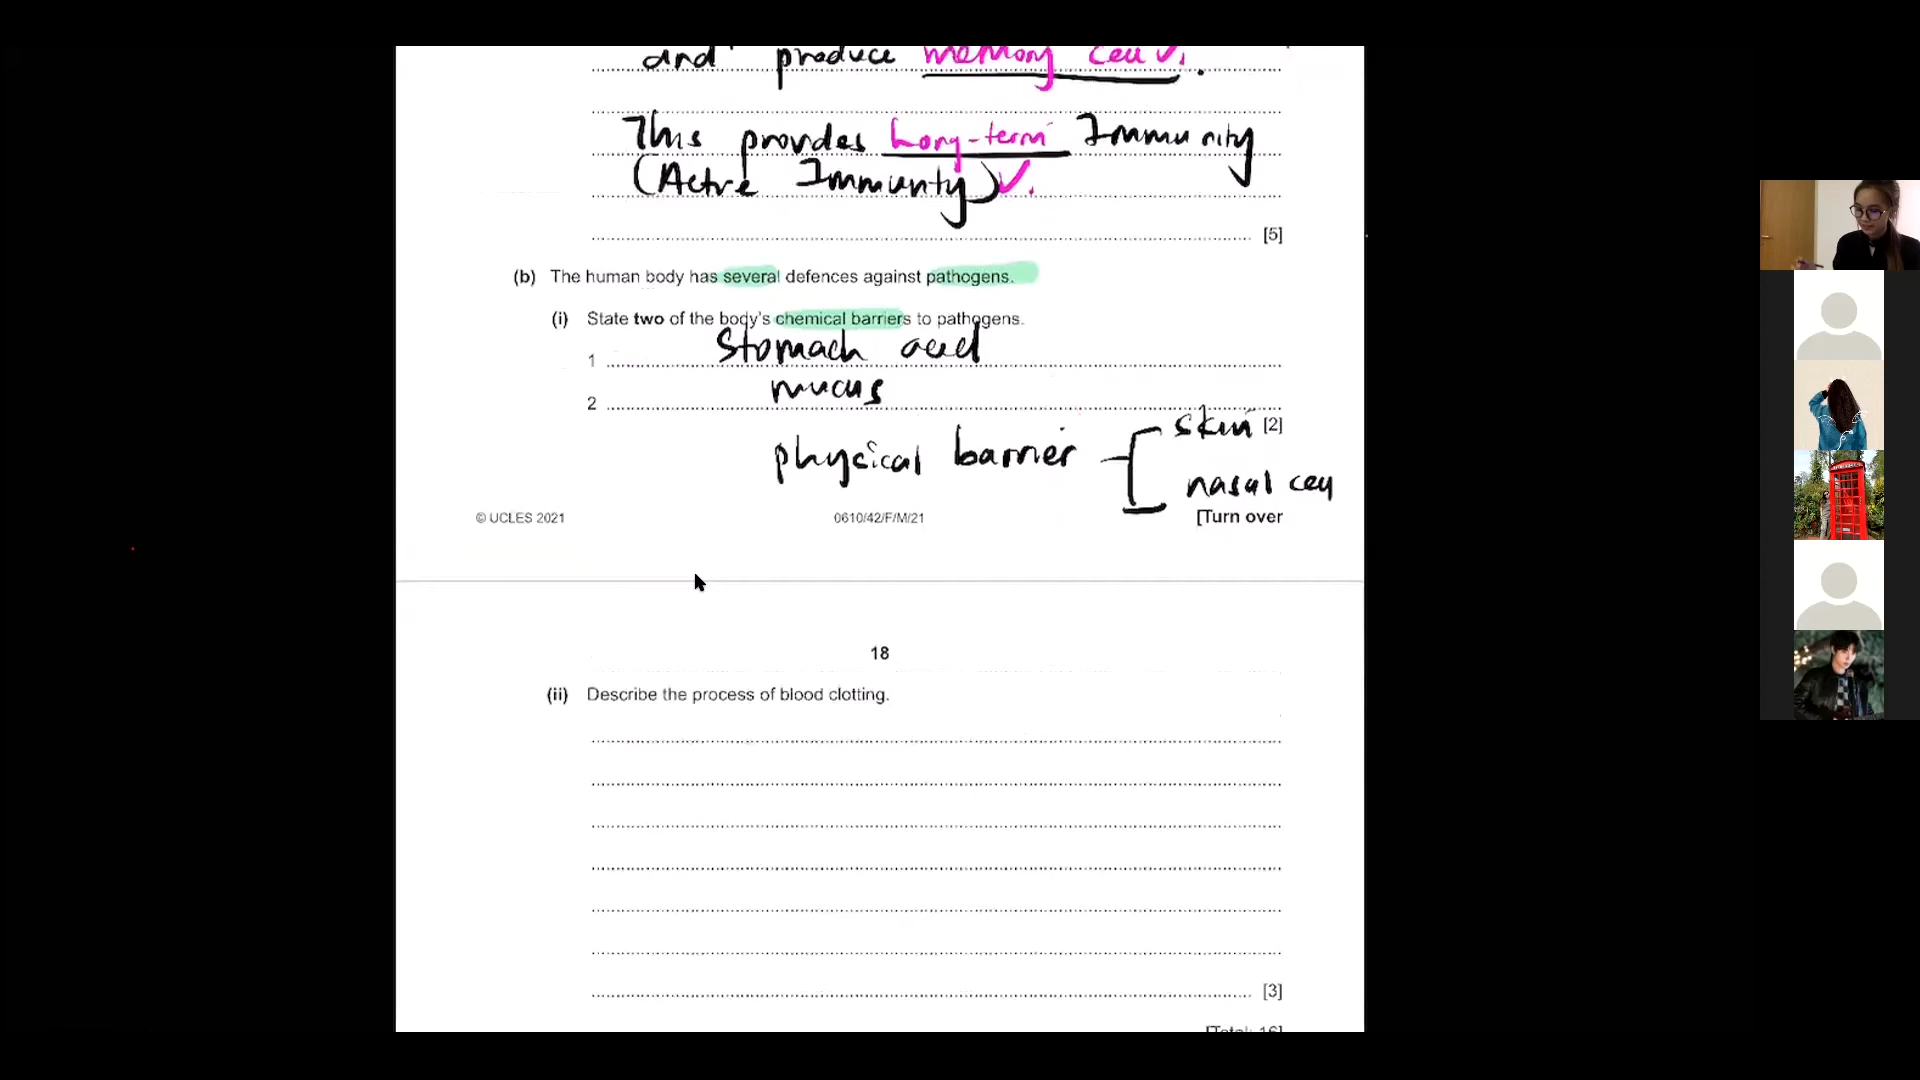 and produce memory cell ✓.
This provides Long-term Immunity
(Active Immunity) ✓.
[5]
(b) The human body has several defences against pathogens.
(i) State two of the body's chemical barriers to pathogens.
1 Stomach acid
2 mucus
[2]
physical barrier skin
nasal
© UCLES 2021 0610/42/F/M/21 [Turn over
18
(ii) Describe the process of blood clotting.
[3]
[Total: 16]